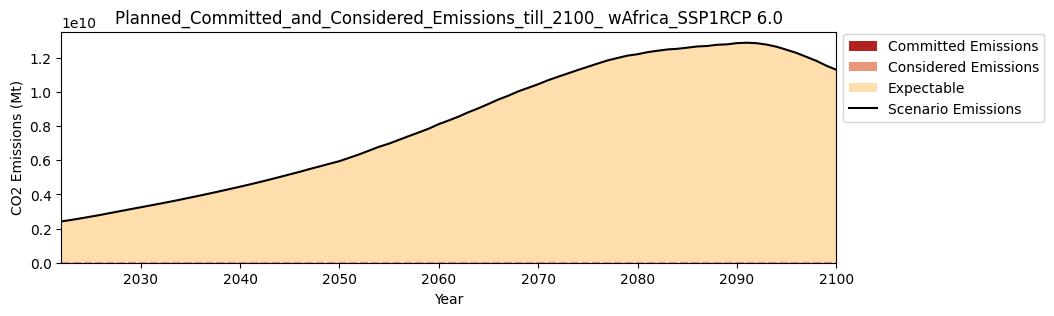 Planned_Committed_and_Considered_Emissions_till_2100_ wAfrica_SSP1RCP 6.0
1e10
1.2
1.0
0.8
0.6
0.4
0.2
0.0
CO2 Emissions (Mt)
2030 2040 2050 2060 2070 2080 2090 2100
Year
Committed Emissions
Considered Emissions
Expectable
Scenario Emissions